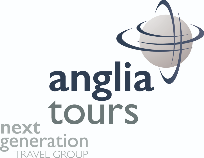 anglia
tours
next
generation
TRAVEL GROUP